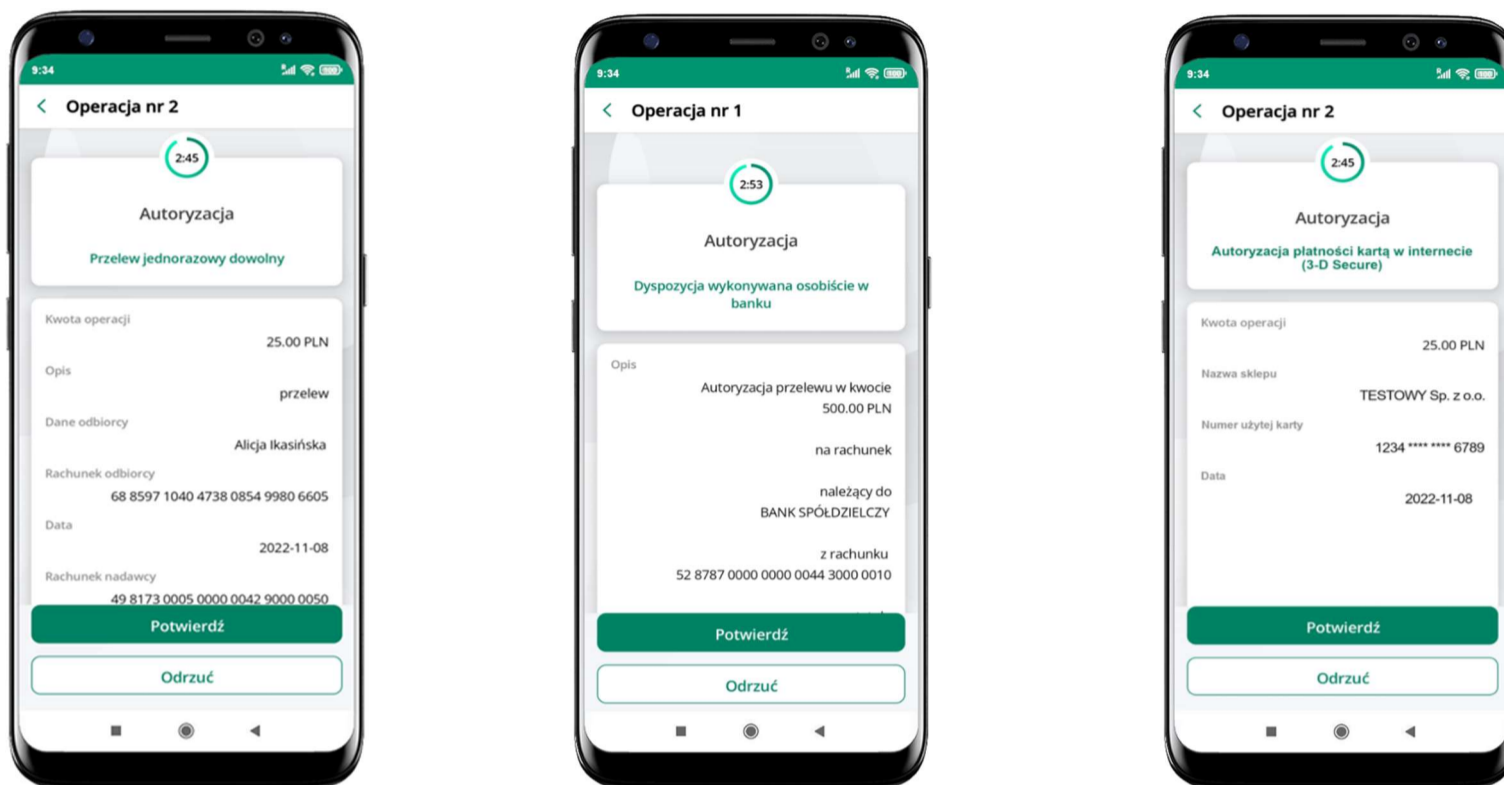 9:34
Operacja nr 2
2:45
Autoryzacja
Przelew jednorazowy dowolny
Kwota operacji
25.00 PLN
Opis
przelew
Dane odbiorcy
Alicja Ikasińska
Rachunek odbiorcy
68 8597 1040 4738 0854 9980 6605
Data
2022-11-08
Rachunek nadawcy
49 8173 0005 0000 0042 9000 0050
Potwierdź
Odrzuć
9:34
Operacja nr 1
2:53
Autoryzacja
Dyspozycja wykonywana osobiście w
banku
Opis
Autoryzacja przelewu w kwocie
500.00 PLN
na rachunek
należący do
BANK SPÓŁDZIELCZY
z rachunku
52 8787 0000 0000 0044 3000 0010
Potwierdź
Odrzuć
9:34
Operacja nr 2
2:45
Autoryzacja
Autoryzacja płatności kartą w internecie
(3-D Secure)
Kwota operacji
25.00 PLN
Nazwa sklepu
TESTOWY Sp. z o.o.
Numer użytej karty
1234 **** **** 6789
Data
2022-11-08
Potwierdź
Odrzuć